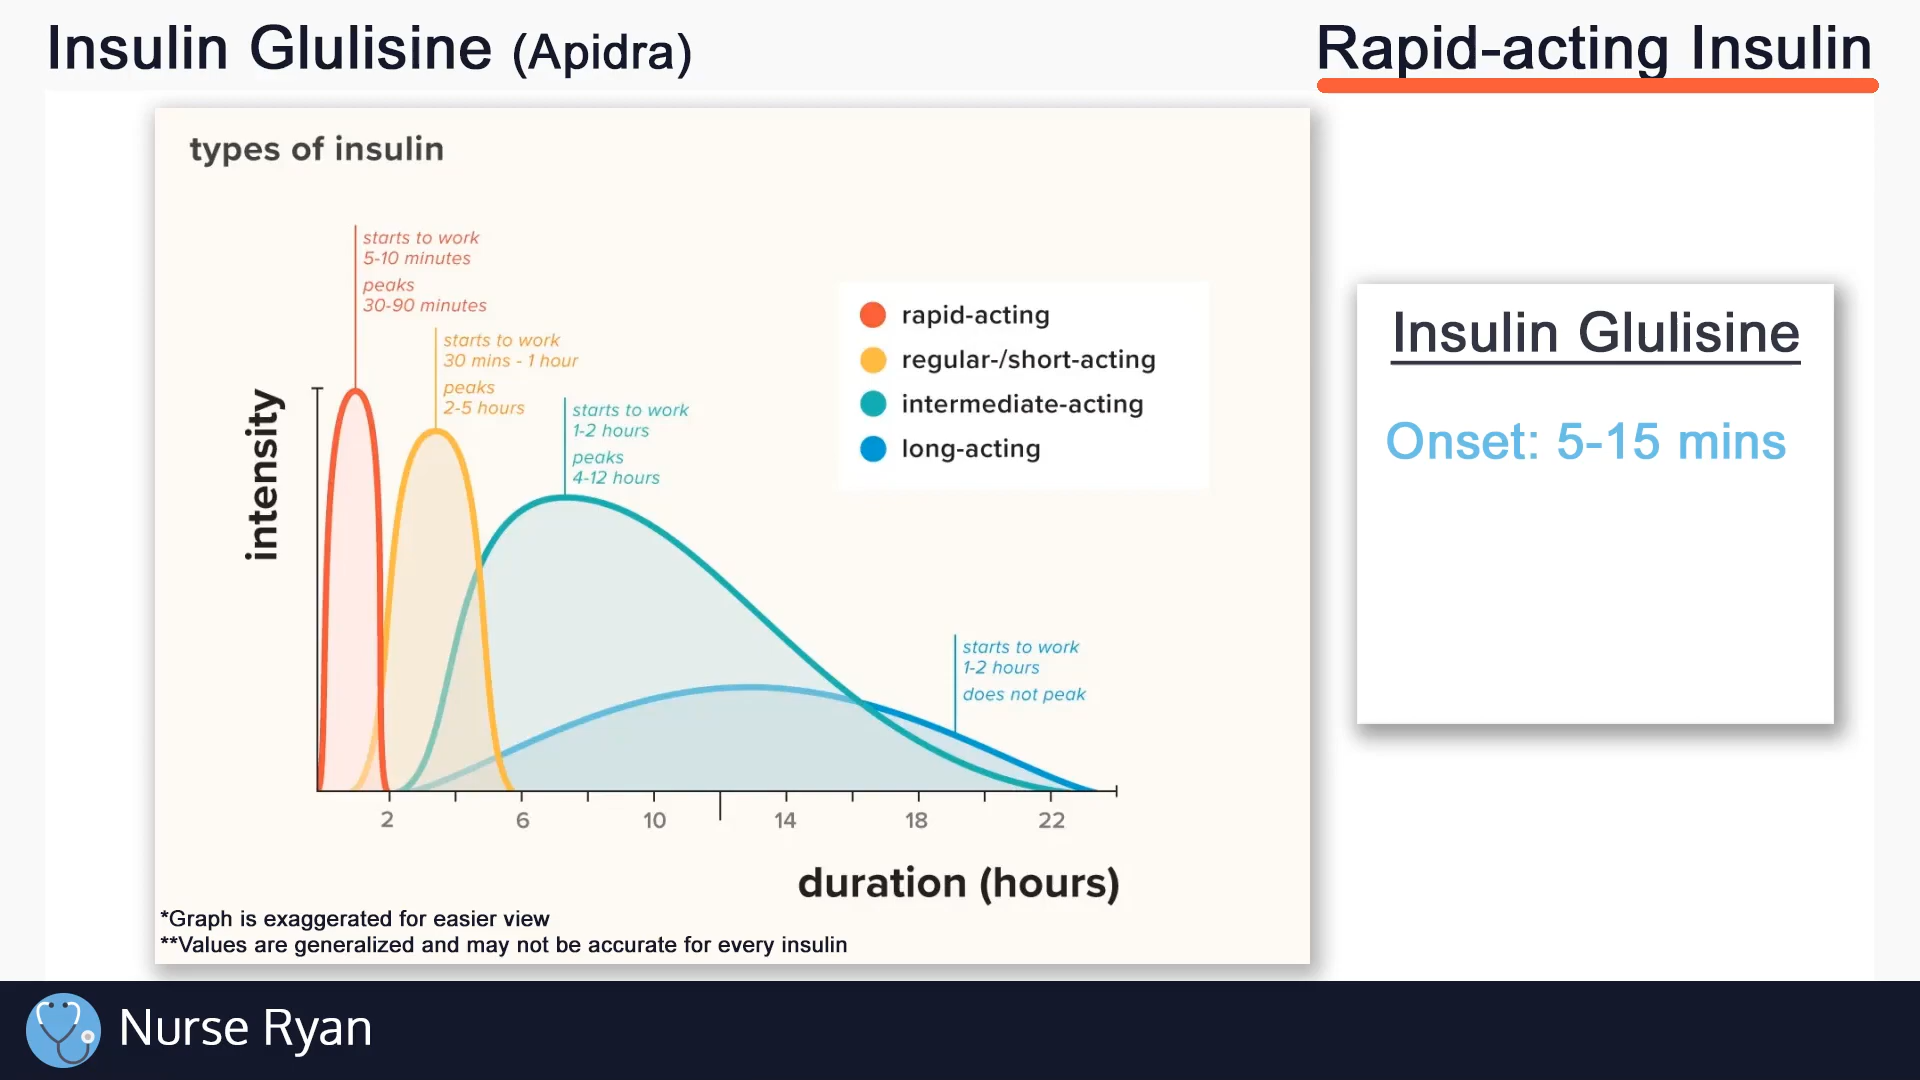 Insulin Glulisine (Apidra)
Rapid-acting Insulin
types of insulin
starts to work
5-10 minutes
peaks
30-90 minutes
starts to work
30 mins - 1 hour
peaks
2-5 hours
starts to work
1-2 hours
peaks
4-12 hours
rapid-acting
regular-/short-acting
intermediate-acting
long-acting
intensity
starts to work
1-2 hours
does not peak
2
6
10
14
18
22
duration (hours)
*Graph is exaggerated for easier view
**Values are generalized and may not be accurate for every insulin
Insulin Glulisine
Onset: 5-15 mins
Nurse Ryan